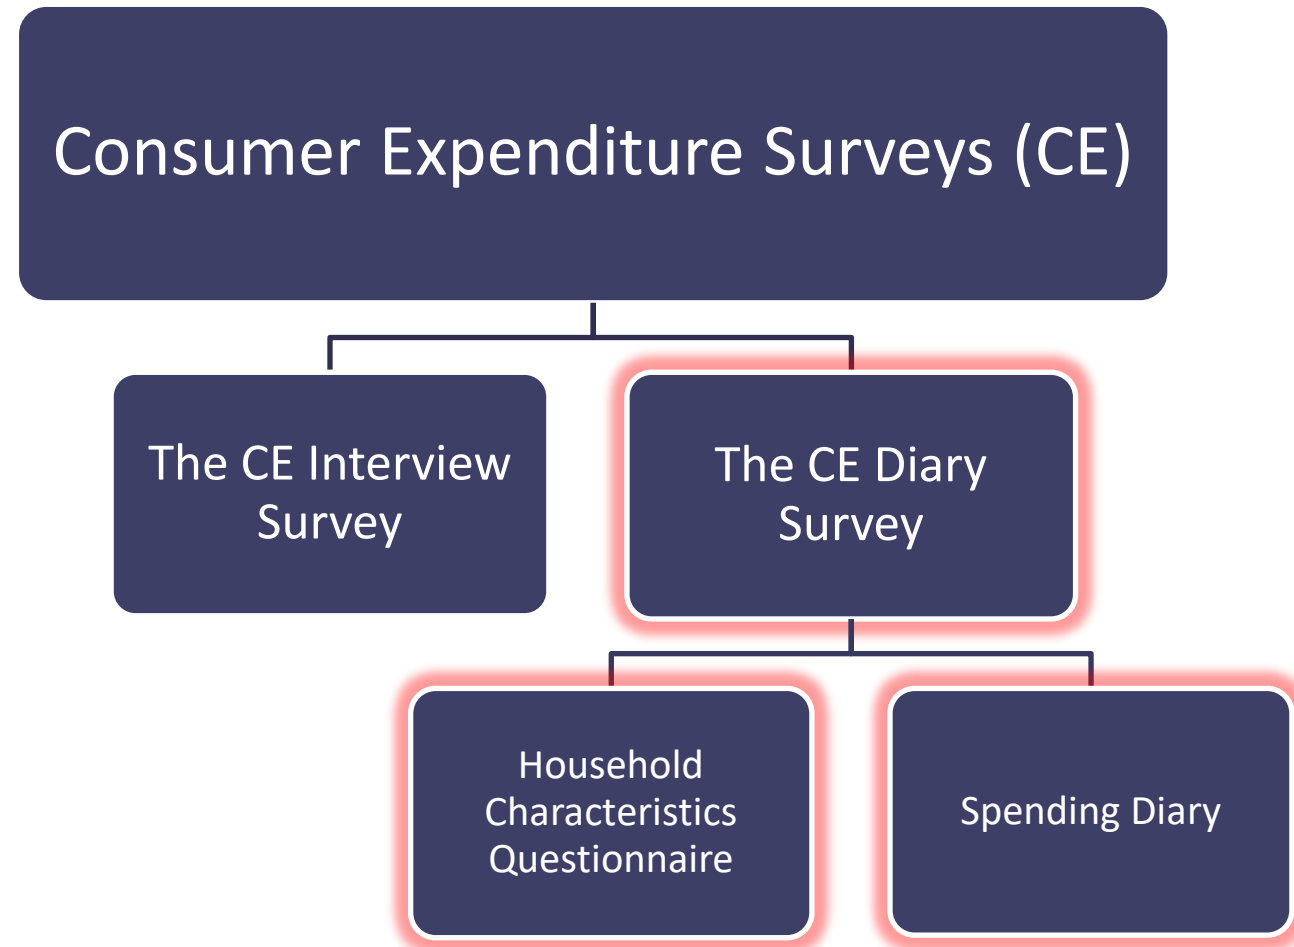 Consumer Expenditure Surveys (CE)
The CE Interview
Survey
The CE Diary
Survey
Household
Characteristics
Questionnaire
Spending Diary